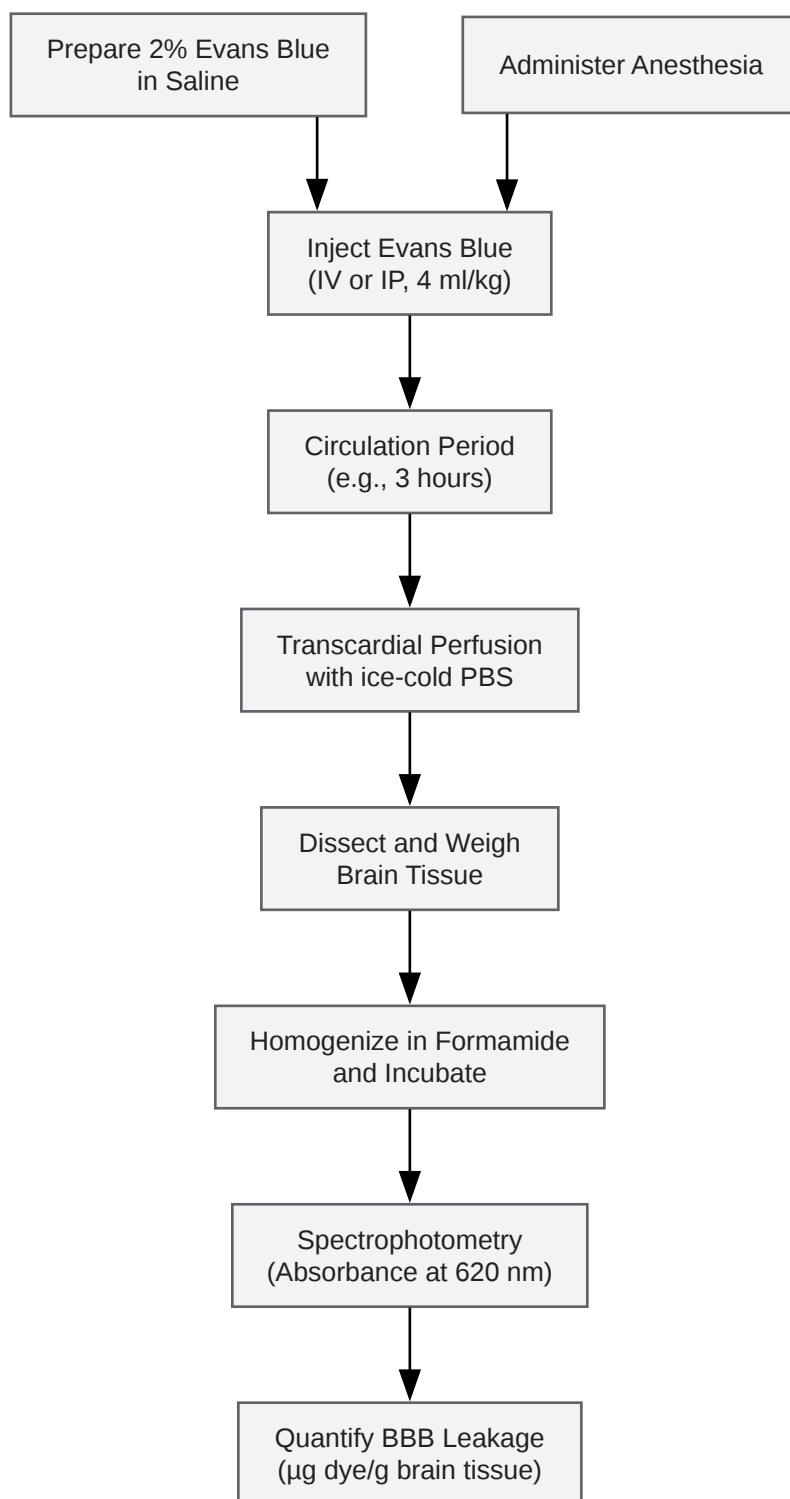 Prepare 2% Evans Blue
in Saline
Administer Anesthesia
Inject Evans Blue
(IV or IP, 4 ml/kg)
Circulation Period
(e.g., 3 hours)
Transcardial Perfusion
with ice-cold PBS
Dissect and Weigh
Brain Tissue
Homogenize in Formamide
and Incubate
Spectrophotometry
(Absorbance at 620 nm)
Quantify BBB Leakage
(µg dye/g brain tissue)